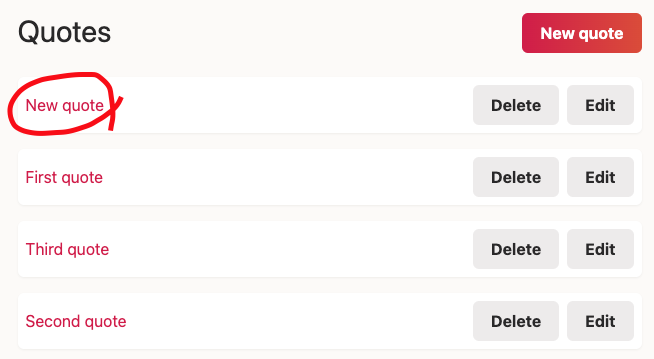 Quotes New quote
New quote Delete Edit
First quote Delete Edit
Third quote Delete Edit
Second quote Delete Edit